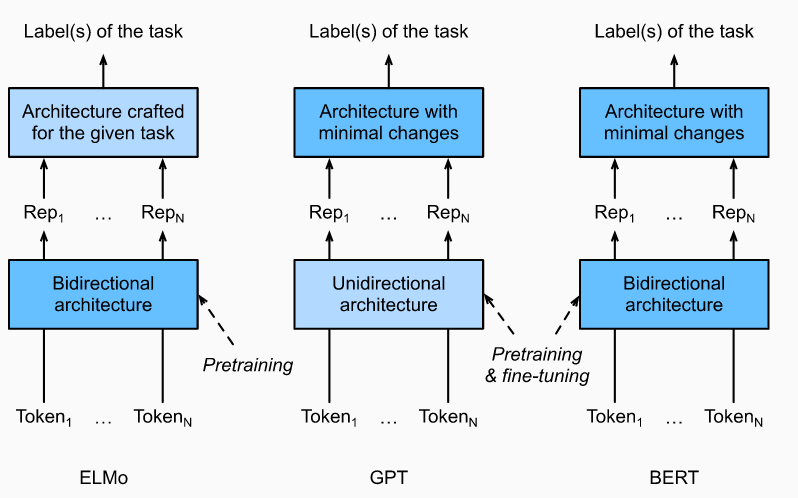 Label(s) of the task
Architecture crafted
for the given task
Rep1 ... RepN
Bidirectional
architecture
Pretraining
Token1 ... TokenN
ELMo
Label(s) of the task
Architecture with
minimal changes
Rep1 ... RepN
Unidirectional
architecture
Pretraining
& fine-tuning
Token1 ... TokenN
GPT
Label(s) of the task
Architecture with
minimal changes
Rep1 ... RepN
Bidirectional
architecture
Token1 ... TokenN
BERT